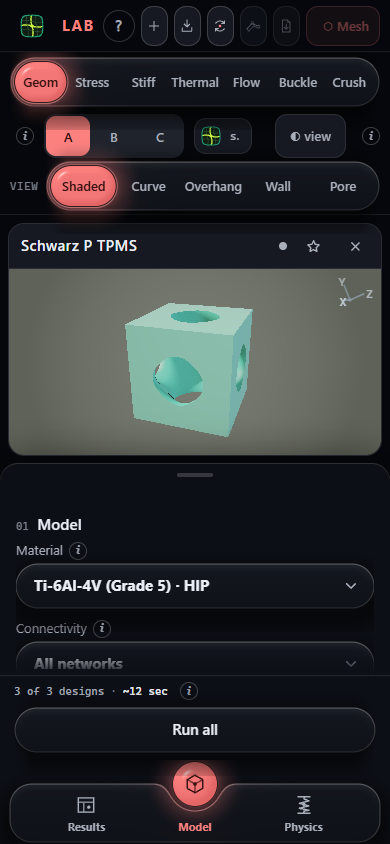 LAB ? Mesh
Geom Stress Stiff Thermal Flow Buckle Crush
i A B C s. view i
VIEW Shaded Curve Overhang Wall Pore
Schwarz P TPMS
Y
X Z
01 Model
Material i
Ti-6Al-4V (Grade 5) · HIP
Connectivity i
All networks
3 of 3 designs · ~12 sec i
Run all
Results Model Physics